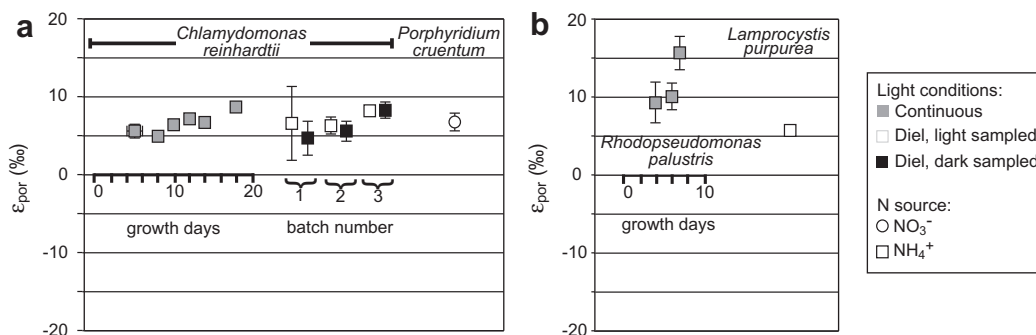 a
Chlamydomonas
reinhardtii
Porphyridium
cruentum
20
10
0
-10
-20
εpor (‰)
0 10 20
growth days
1 2 3
batch number
b
Lamprocystis
purpurea
20
10
0
-10
-20
εpor (‰)
Rhodopseudomonas
palustris
0 10
growth days
Light conditions:
Continuous
Diel, light sampled
Diel, dark sampled
N source:
NO₃⁻
NH₄⁺